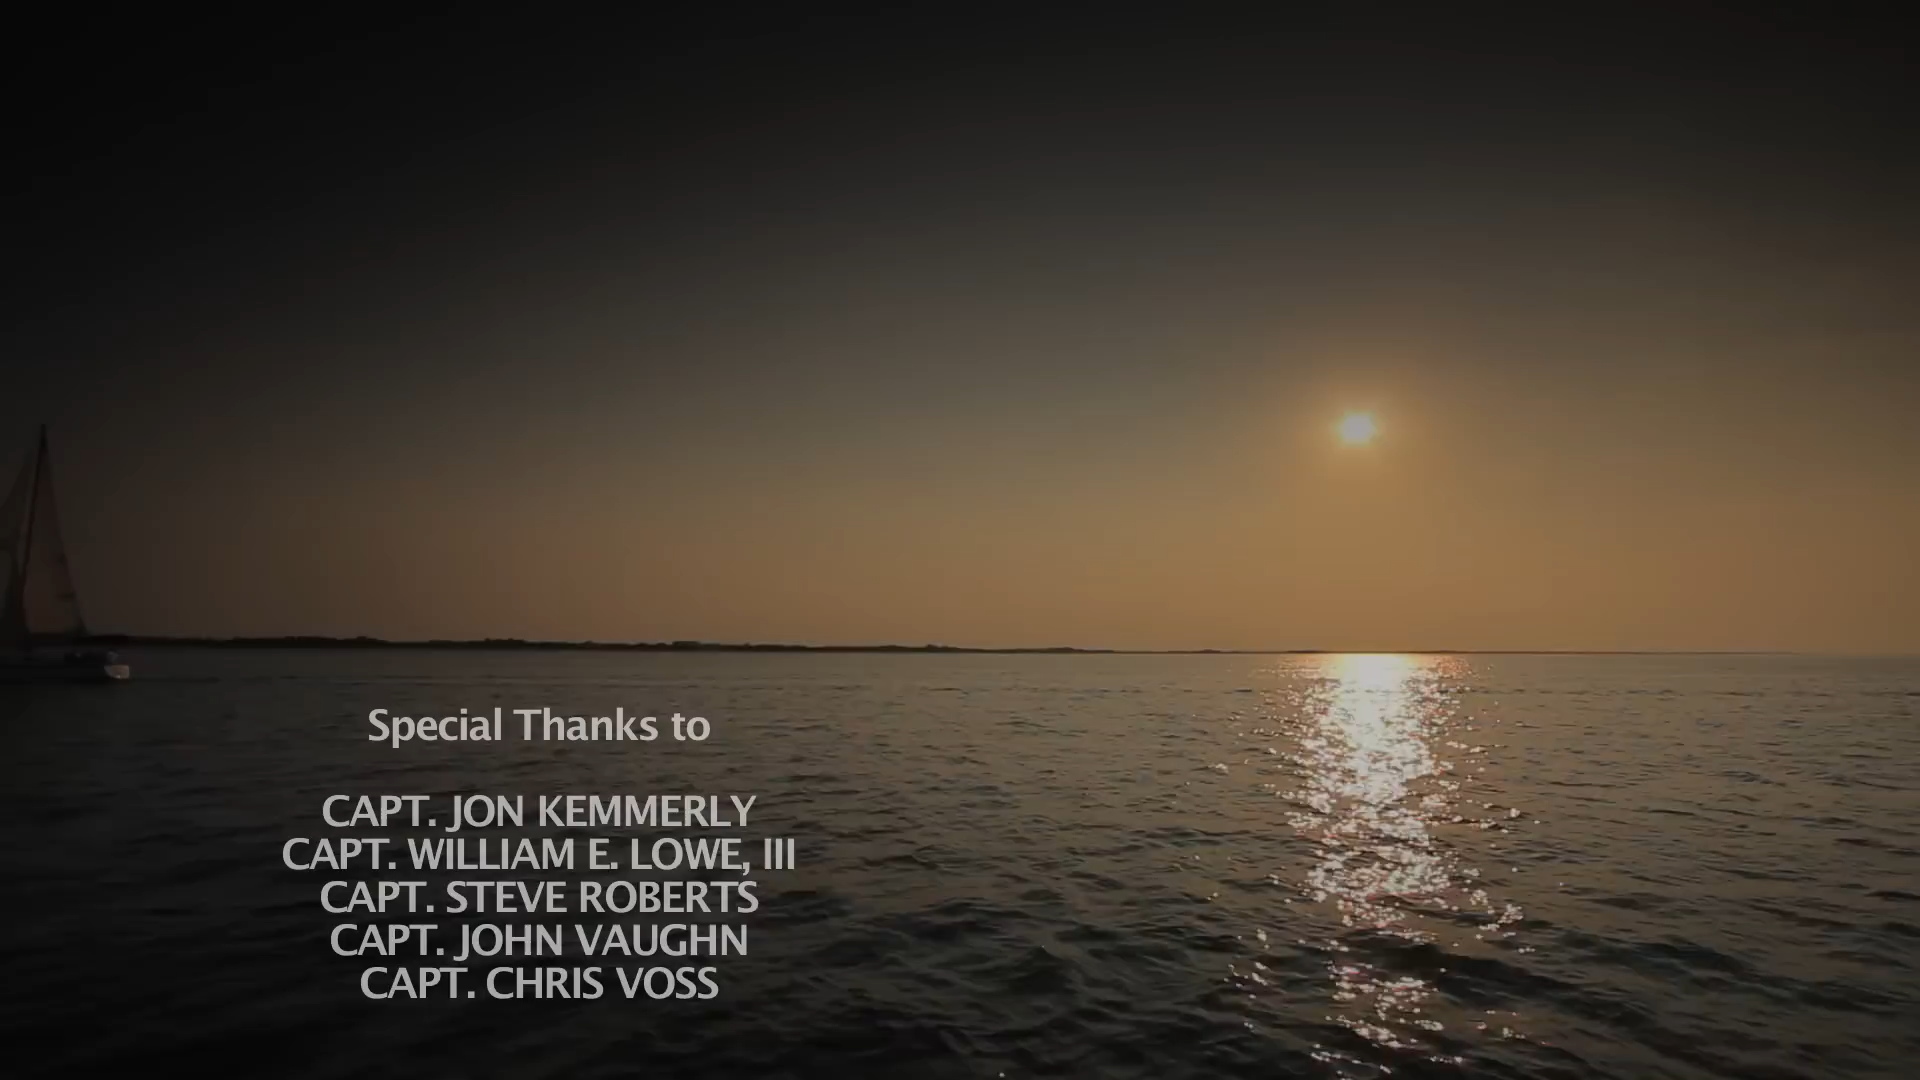 Special Thanks to
CAPT. JON KEMMERLY
CAPT. WILLIAM E. LOWE, III
CAPT. STEVE ROBERTS
CAPT. JOHN VAUGHN
CAPT. CHRIS VOSS